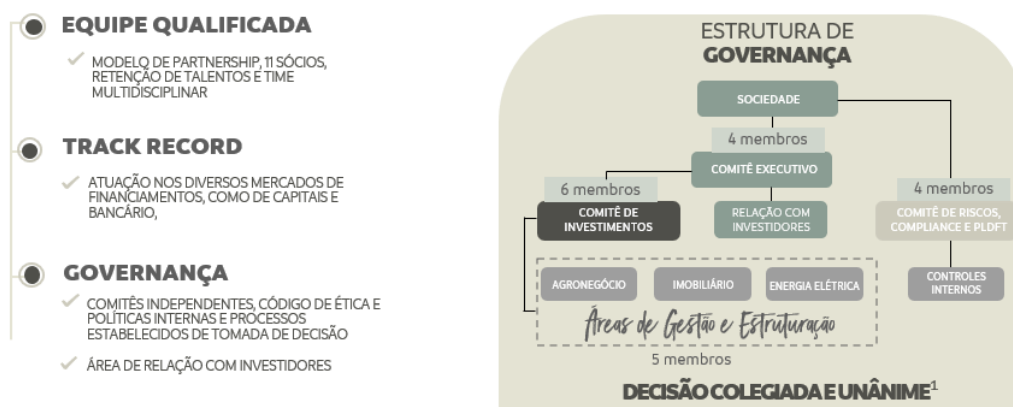 EQUIPE QUALIFICADA
MODELO DE PARTNERSHIP, 11 SÓCIOS,
RETENÇÃO DE TALENTOS E TIME
MULTIDISCIPLINAR
TRACK RECORD
ATUAÇÃO NOS DIVERSOS MERCADOS DE
FINANCIAMENTOS, COMO DE CAPITAIS E
BANCÁRIO,
GOVERNANÇA
COMITÊS INDEPENDENTES, CÓDIGO DE ÉTICA E
POLÍTICAS INTERNAS E PROCESSOS
ESTABELECIDOS DE TOMADA DE DECISÃO
ÁREA DE RELAÇÃO COM INVESTIDORES
ESTRUTURA DE
GOVERNANÇA
SOCIEDADE
4 membros
COMITÊ EXECUTIVO
6 membros
COMITÊ DE
INVESTIMENTOS
RELAÇÃO COM
INVESTIDORES
4 membros
COMITÊ DE RISCOS,
COMPLIANCE E PLDFT
AGRONEGÓCIO
IMOBILIÁRIO
ENERGIA ELÉTRICA
CONTROLES
INTERNOS
Áreas de Gestão e Estruturação
5 membros
DECISÃO COLEGIADA E UNÂNIME¹